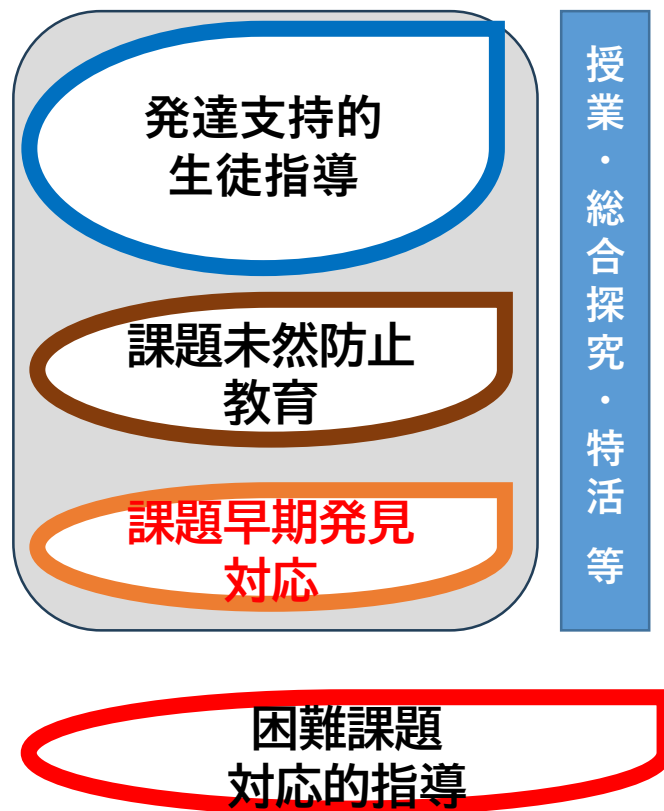 発達支持的
生徒指導
課題未然防止
教育
課題早期発見
対応
困難課題
対応的指導
授業・総合探究・特活 等